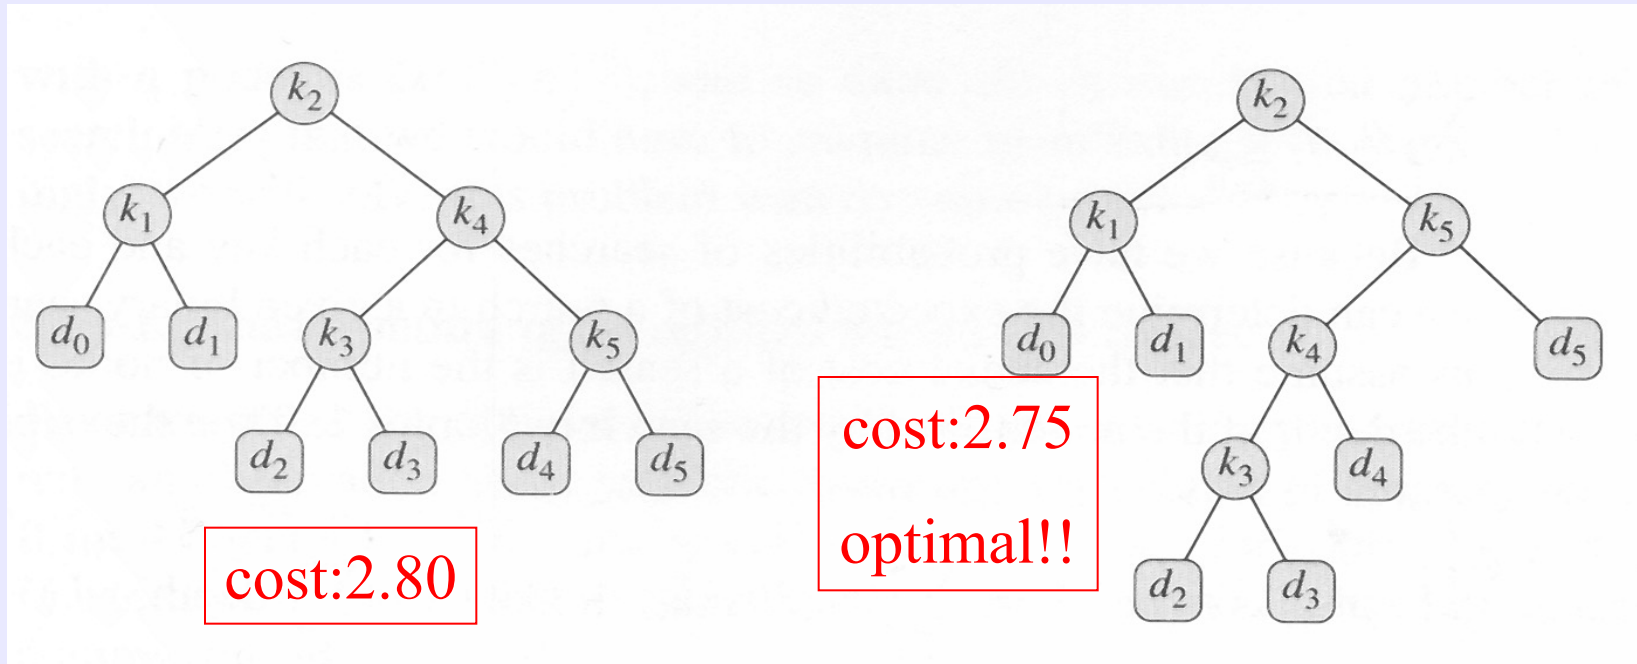 k2
k1
k4
d0
d1
k3
k5
d2
d3
d4
d5
cost:2.80
k2
k1
k5
d0
d1
k4
d5
k3
d4
d2
d3
cost:2.75
optimal!!